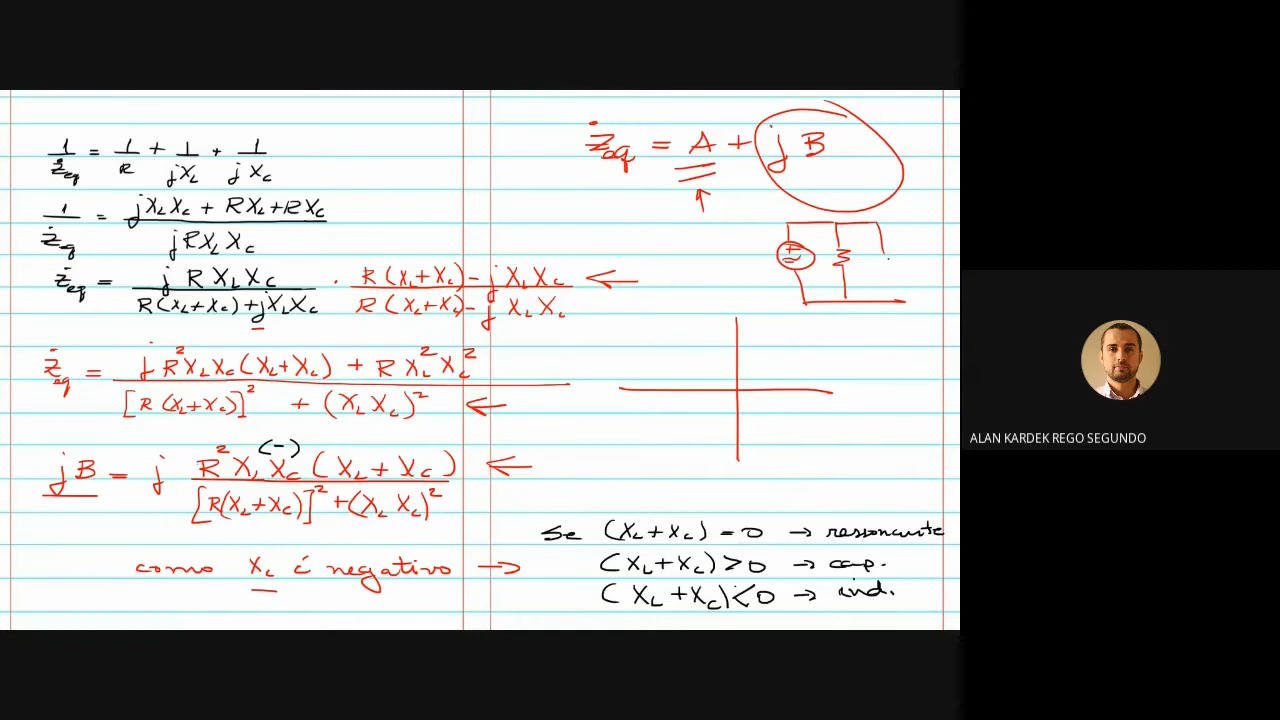 1/Żeq = 1/R + 1/jXL + 1/jXC
1/Żeq = (jXLXC + RXL + RXC)/(jRXLXC)
Żeq = (jRXLXC)/(R(XL+XC)+jXLXC) · (R(XL+XC)-jXLXC)/(R(XL+XC)-jXLXC) ←
Żeq = (jR²XLXC(XL+XC) + RXL²XC²)/([R(XL+XC)]² + (XLXC)²) ←
(-)
jB = j (R²XLXC(XL+XC))/([R(XL+XC)]²+(XLXC)²) ←
como XC é negativo →
Żeq = A + jB
↑
+
Se (XL+XC) = 0 → ressonante
(XL+XC) > 0 → cap.
(XL+XC) < 0 → ind.
ALAN KARDEK REGO SEGUNDO